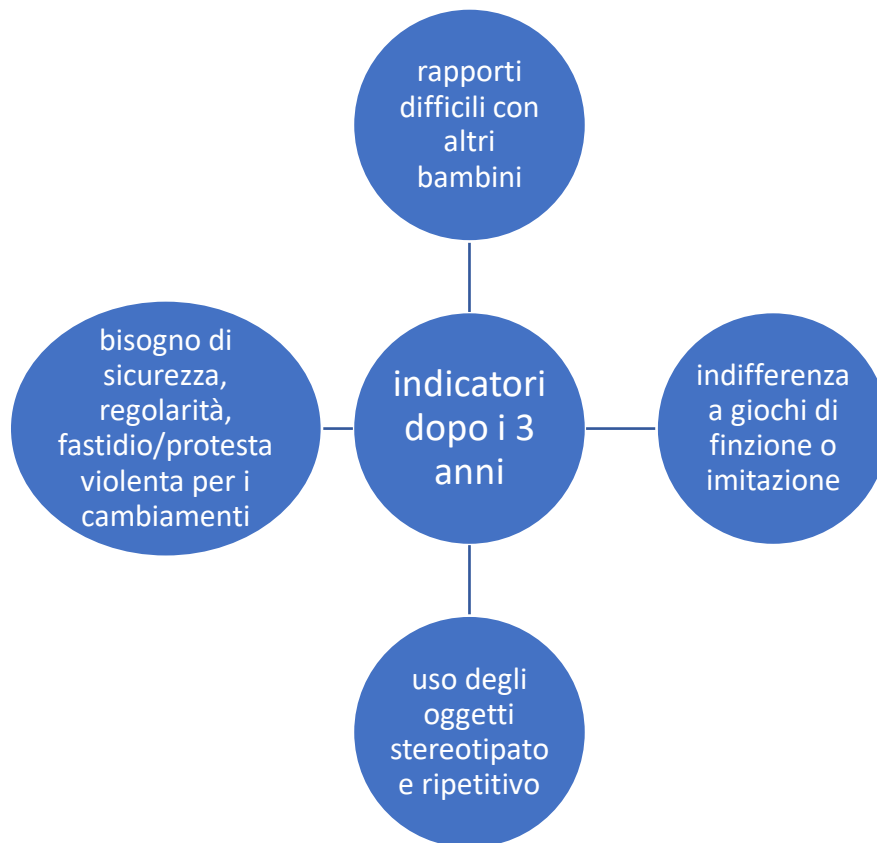 rapporti
difficili con
altri
bambini
bisogno di
sicurezza,
regolarità,
fastidio/protesta
violenta per i
cambiamenti
indicatori
dopo i 3
anni
indifferenza
a giochi di
finzione o
imitazione
uso degli
oggetti
stereotipato
e ripetitivo